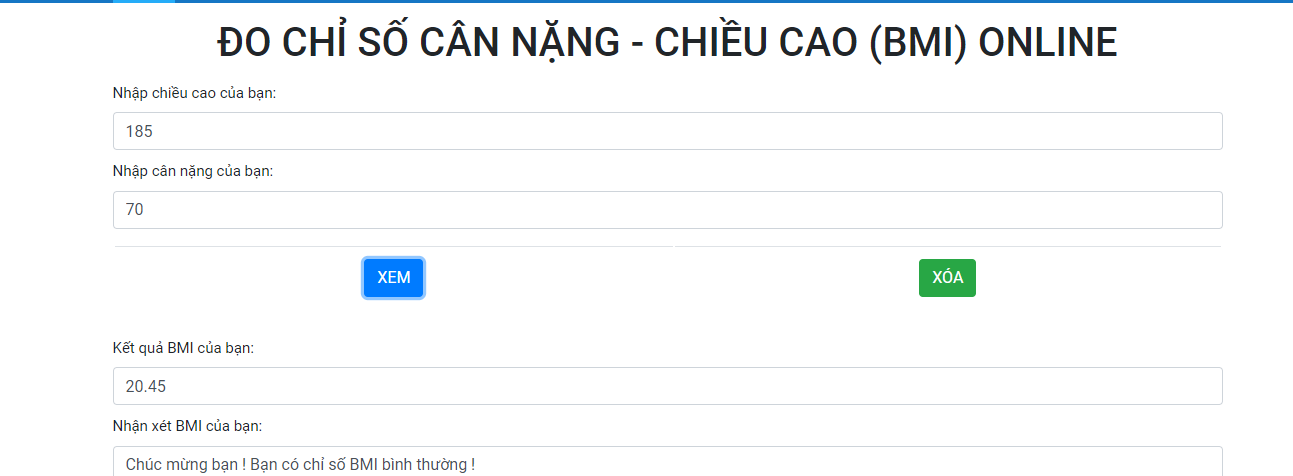 ĐO CHỈ SỐ CÂN NẶNG - CHIỀU CAO (BMI) ONLINE
Nhập chiều cao của bạn:
185
Nhập cân nặng của bạn:
70
XEM XÓA
Kết quả BMI của bạn:
20.45
Nhận xét BMI của bạn:
Chúc mừng bạn ! Bạn có chỉ số BMI bình thường !